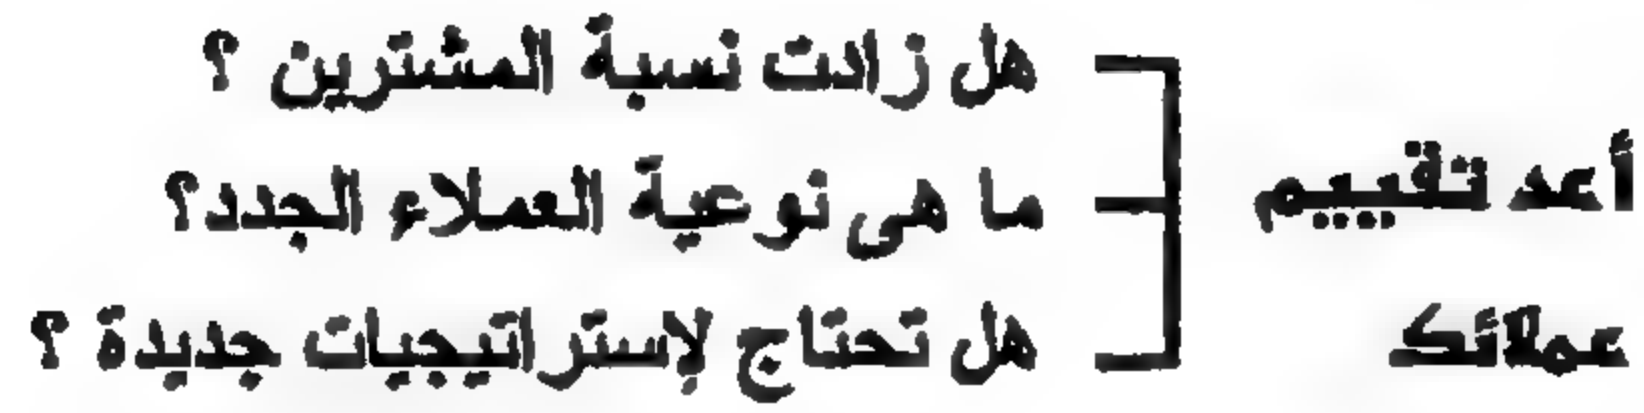 أعد تقييم
عملائك
هل زادت نسبة المشترين ؟
ما هى نوعية العملاء الجدد؟
هل تحتاج لإستراتيجيات جديدة ؟